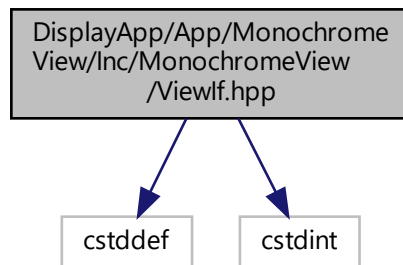 DisplayApp/App/Monochrome
View/Inc/MonochromeView
/ViewIf.hpp
cstddef
cstdint